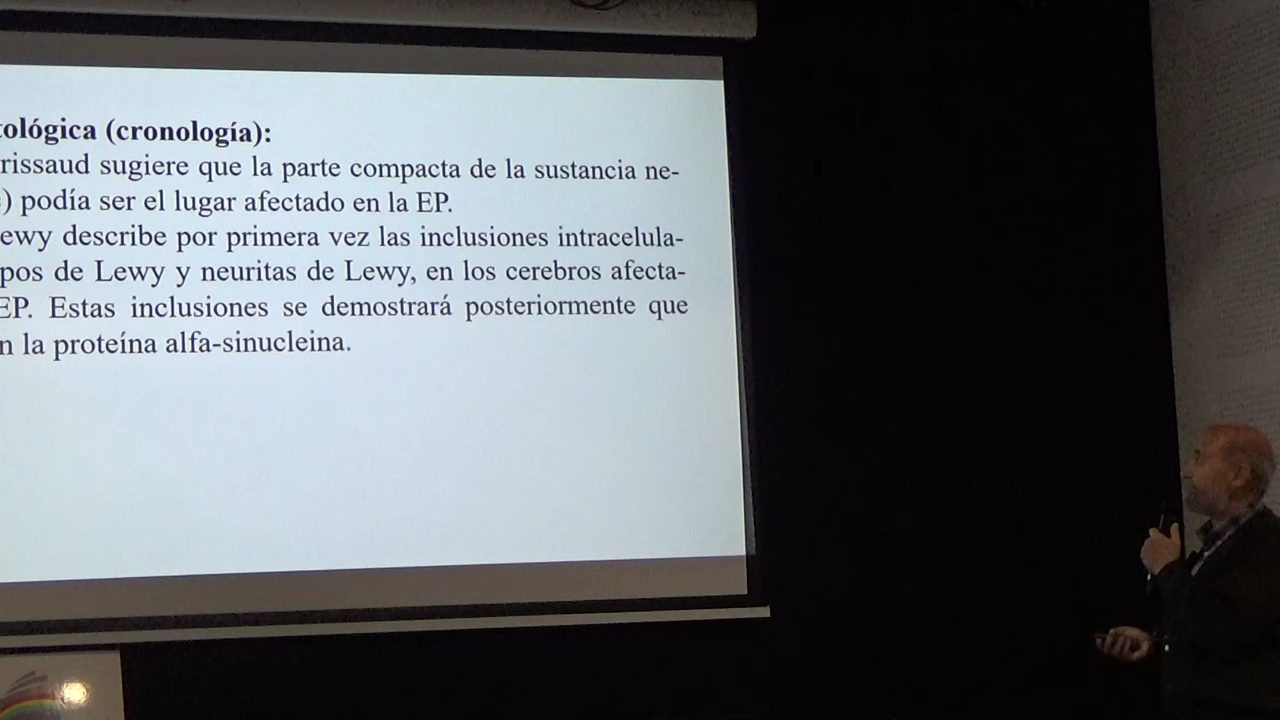 tológica (cronología):
rissaud sugiere que la parte compacta de la sustancia ne-
) podía ser el lugar afectado en la EP.
ewy describe por primera vez las inclusiones intracelula-
pos de Lewy y neuritas de Lewy, en los cerebros afecta-
EP. Estas inclusiones se demostrará posteriormente que
n la proteína alfa-sinucleina.